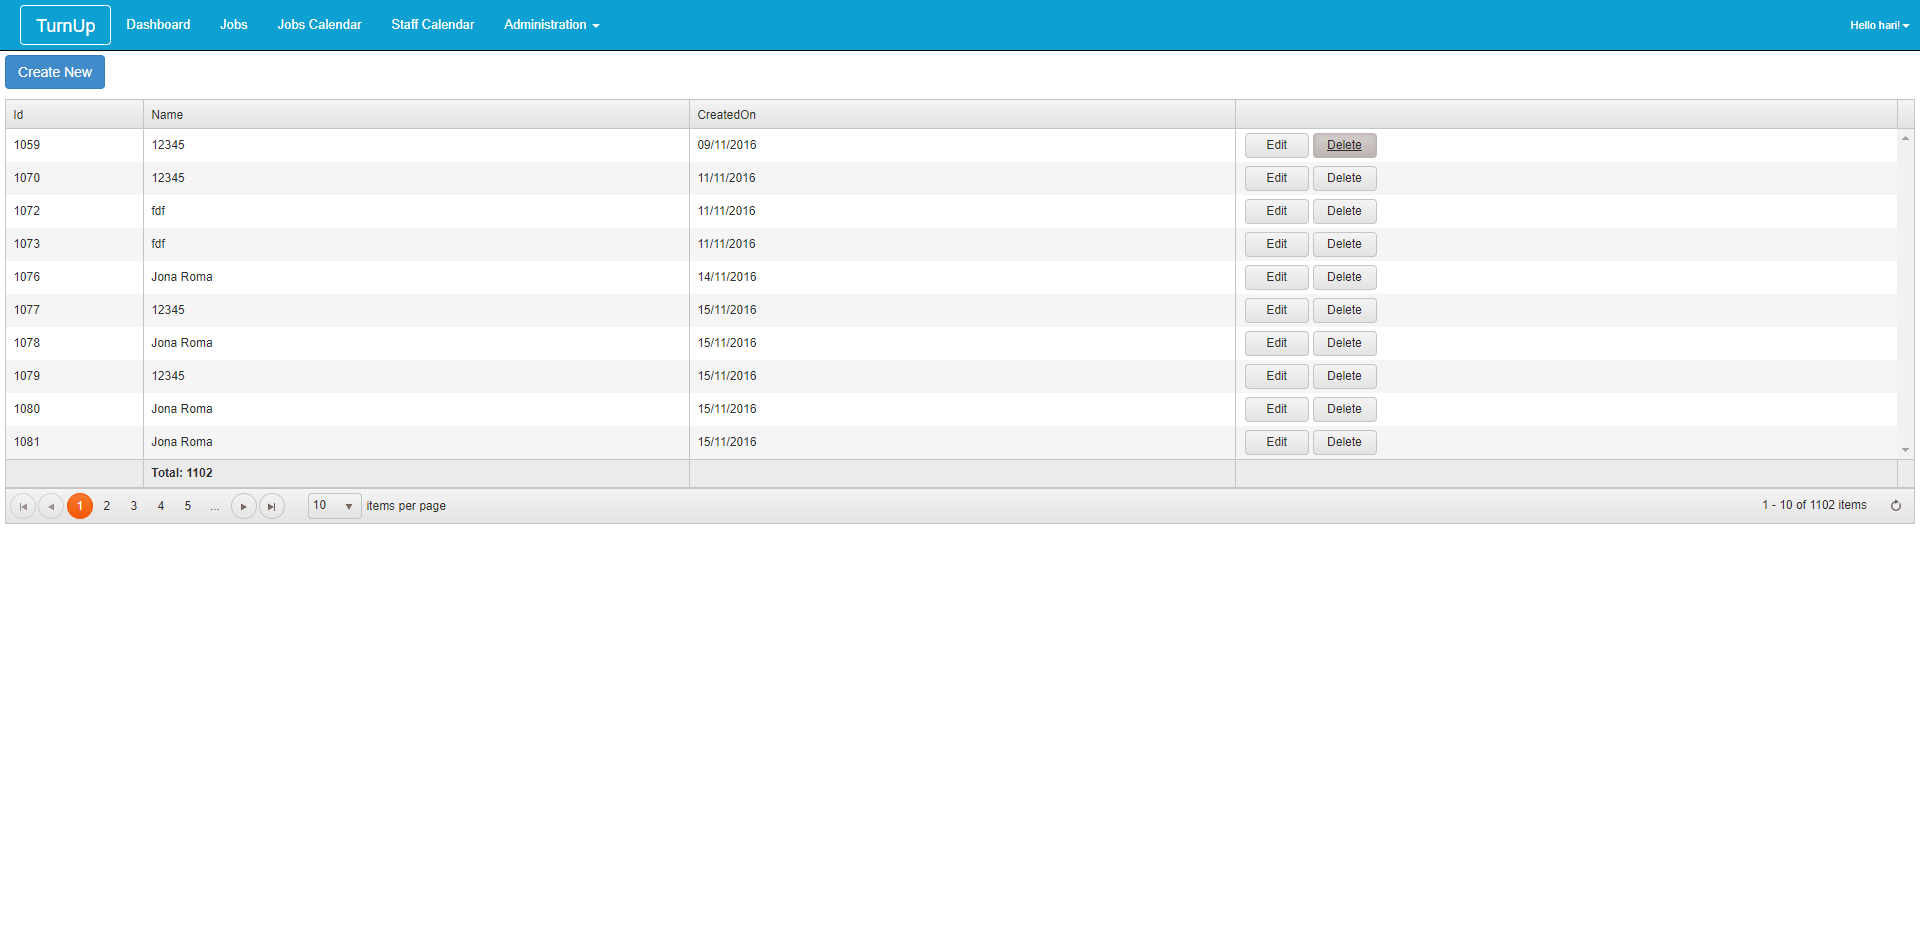 TurnUp Dashboard Jobs Jobs Calendar Staff Calendar Administration Hello hari!
Create New
Id Name CreatedOn
1059 12345 09/11/2016 Edit Delete
1070 12345 11/11/2016 Edit Delete
1072 fdf 11/11/2016 Edit Delete
1073 fdf 11/11/2016 Edit Delete
1076 Jona Roma 14/11/2016 Edit Delete
1077 12345 15/11/2016 Edit Delete
1078 Jona Roma 15/11/2016 Edit Delete
1079 12345 15/11/2016 Edit Delete
1080 Jona Roma 15/11/2016 Edit Delete
1081 Jona Roma 15/11/2016 Edit Delete
Total: 1102
1 2 3 4 5 ... 10 items per page 1 - 10 of 1102 items